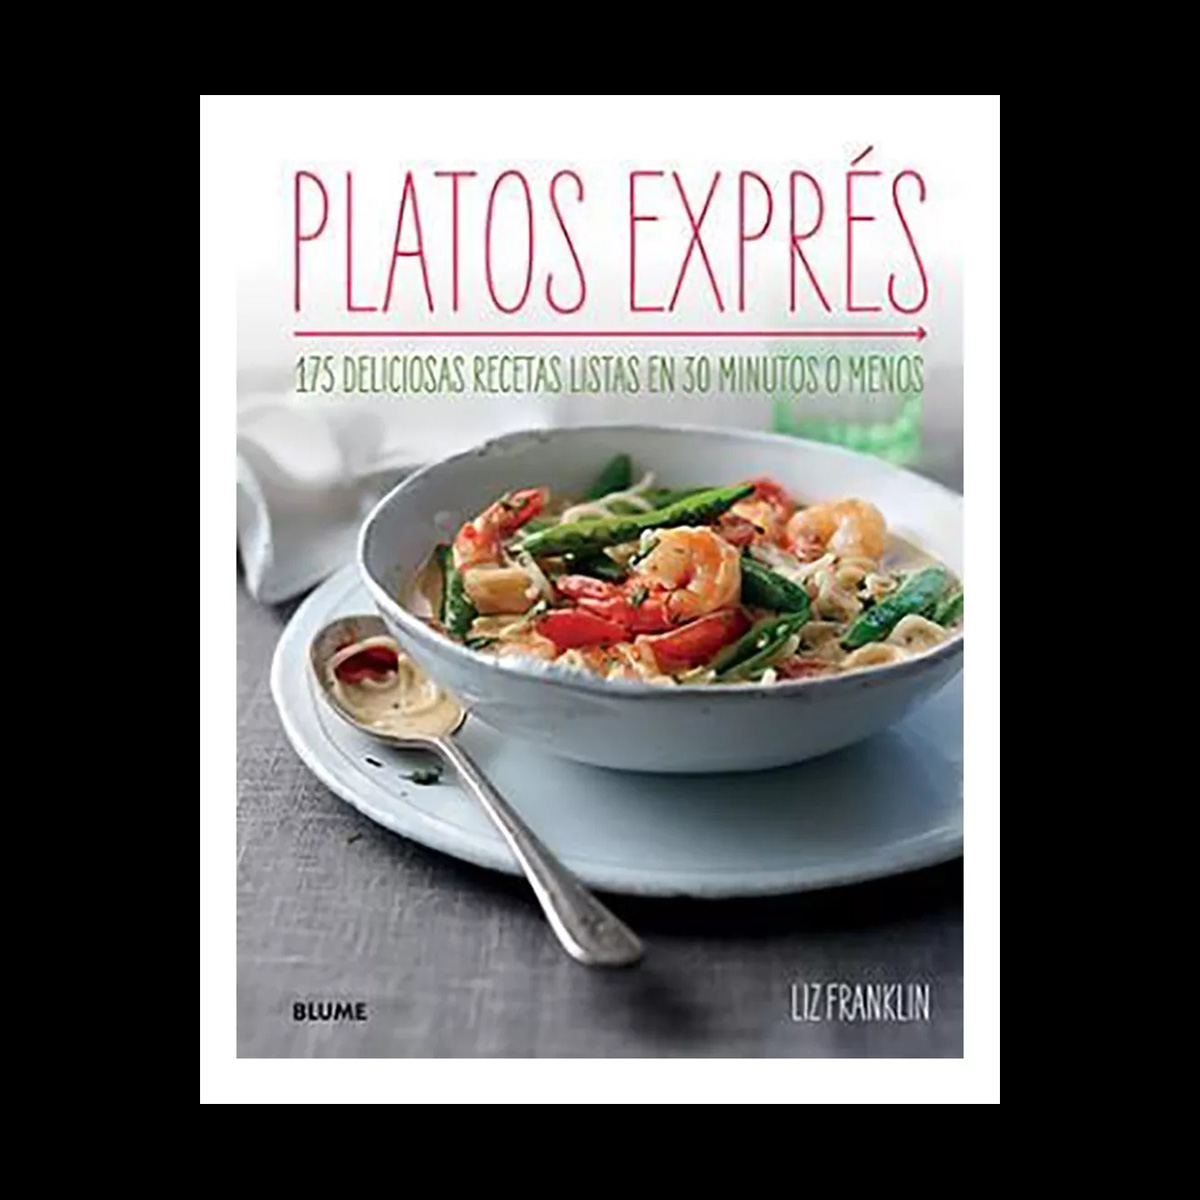 PLATOS EXPRÉS
175 DELICIOSAS RECETAS LISTAS EN 30 MINUTOS O MENOS
BLUME
LIZ FRANKLIN